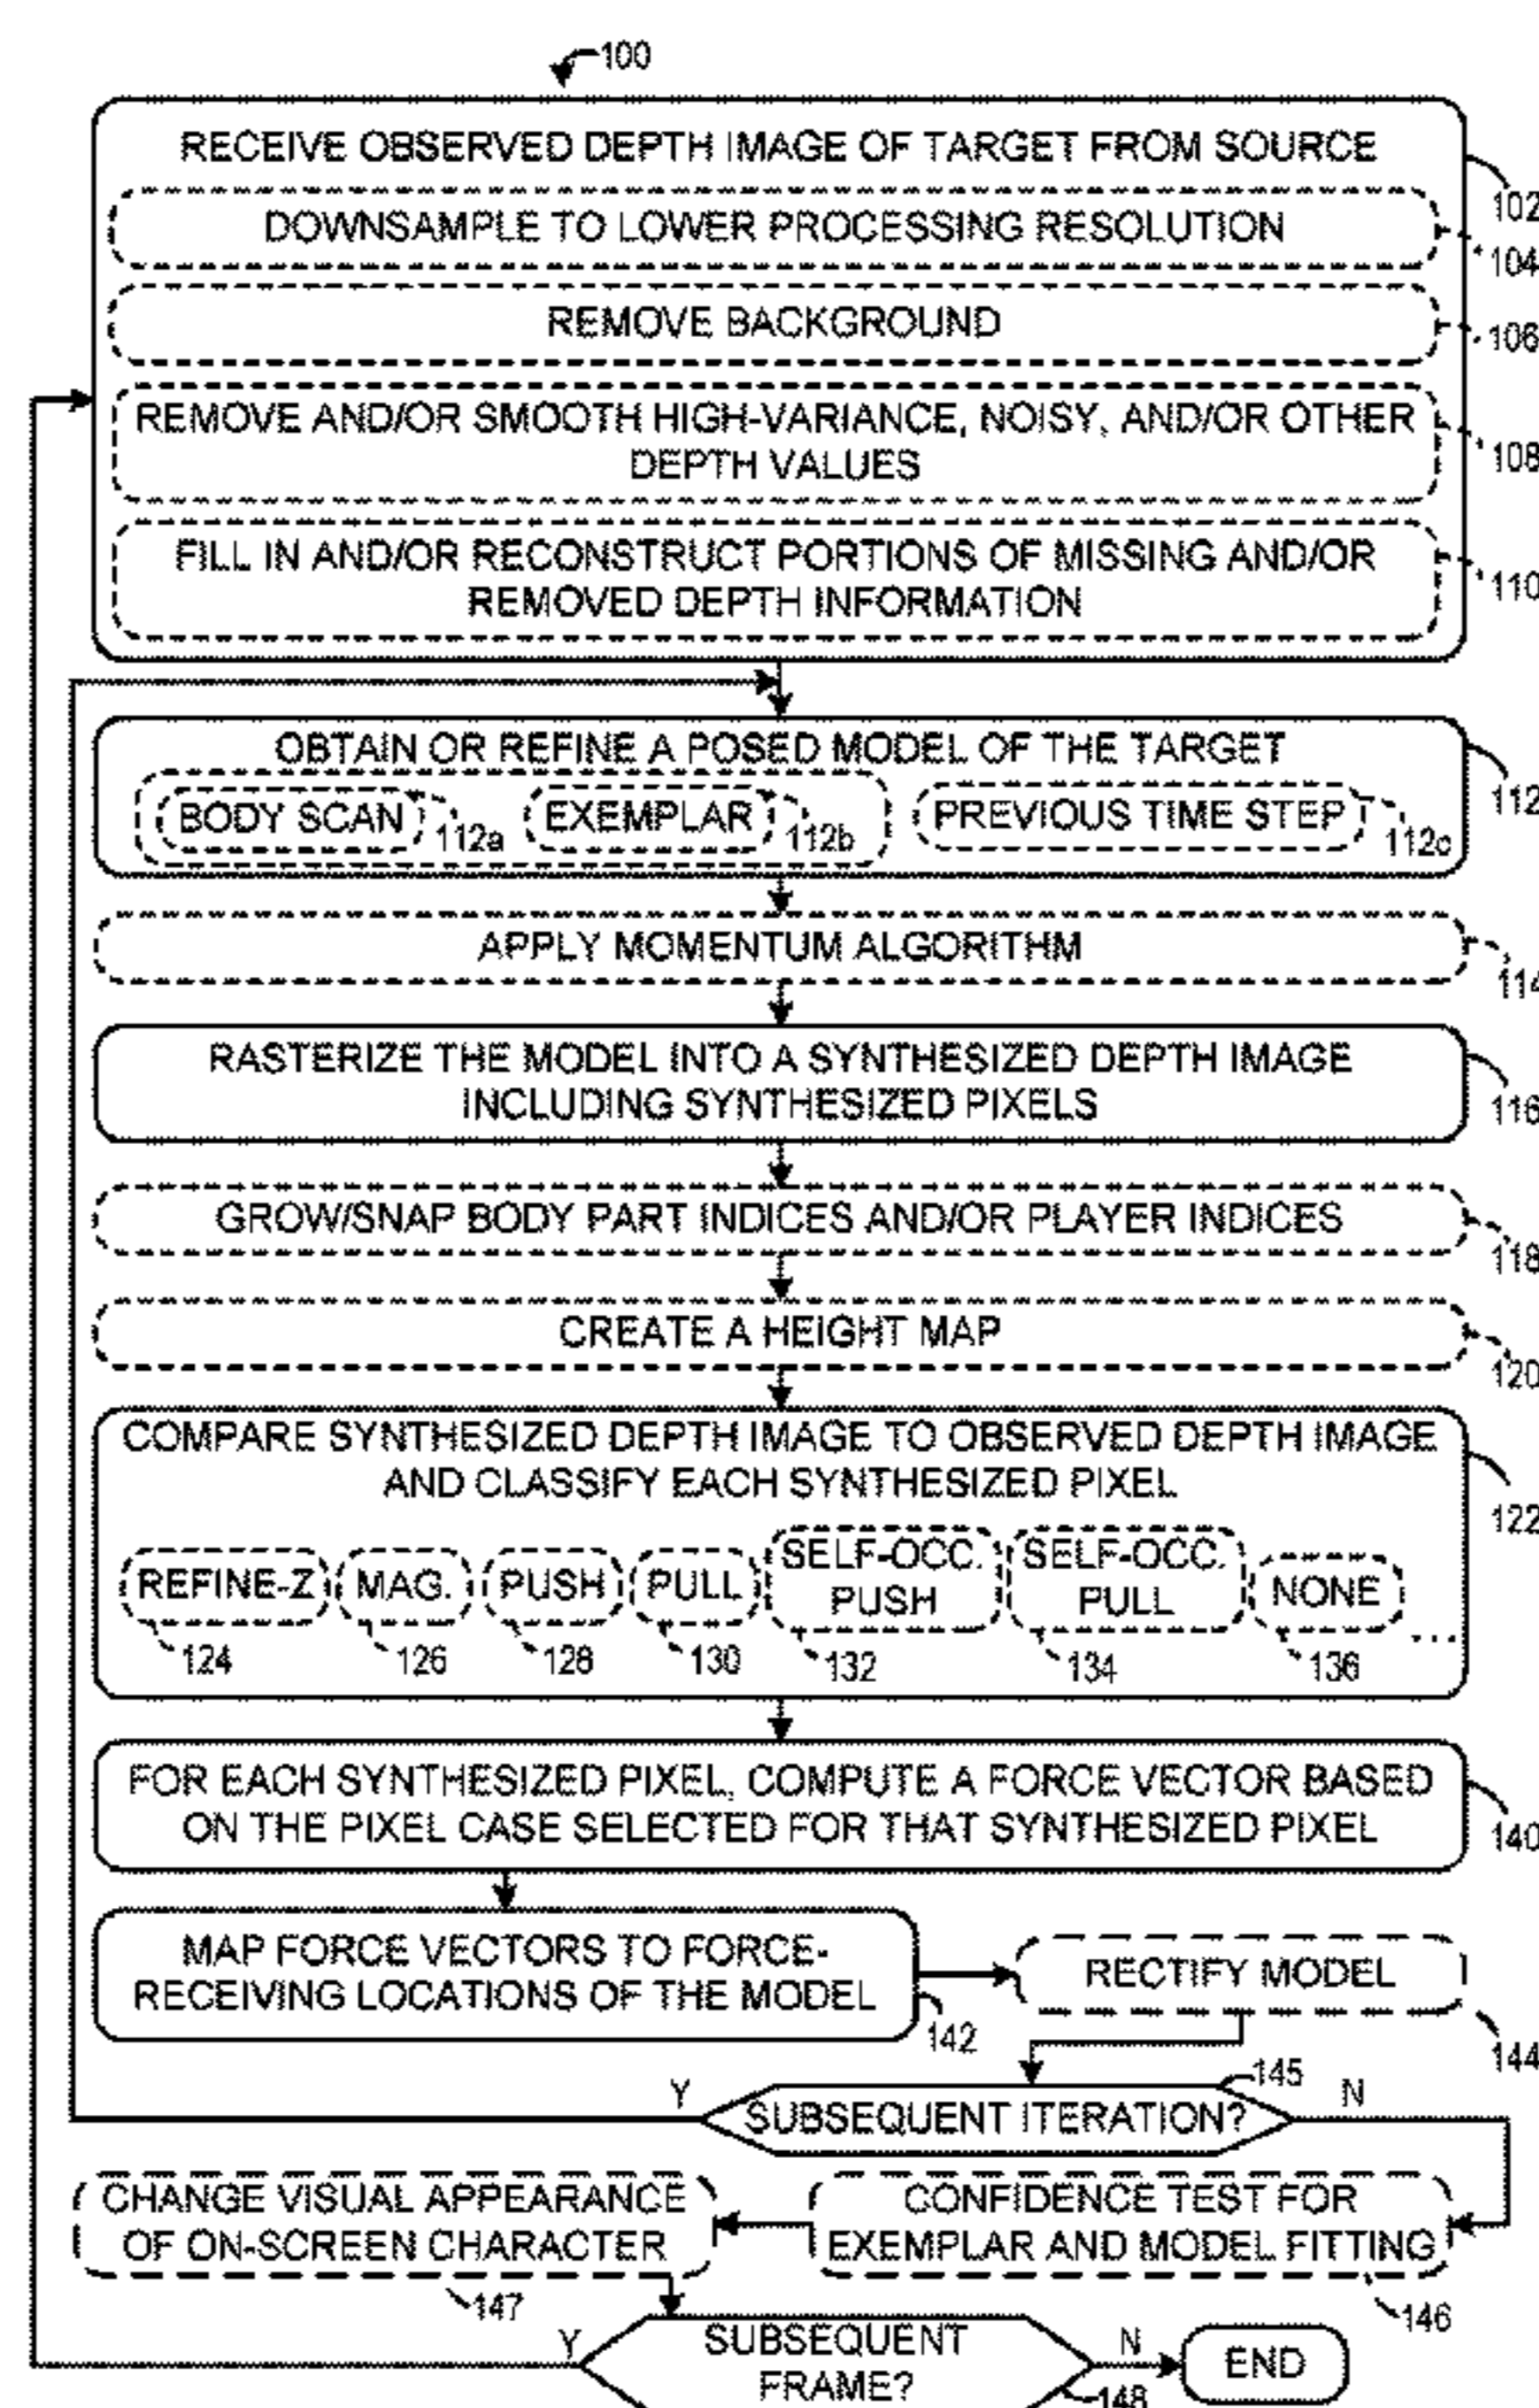 100
RECEIVE OBSERVED DEPTH IMAGE OF TARGET FROM SOURCE
102
DOWNSAMPLE TO LOWER PROCESSING RESOLUTION
104
REMOVE BACKGROUND
106
REMOVE AND/OR SMOOTH HIGH-VARIANCE, NOISY, AND/OR OTHER
DEPTH VALUES
108
FILL IN AND/OR RECONSTRUCT PORTIONS OF MISSING AND/OR
REMOVED DEPTH INFORMATION
110
OBTAIN OR REFINE A POSED MODEL OF THE TARGET
112
BODY SCAN
112a
EXEMPLAR
112b
PREVIOUS TIME STEP
112c
APPLY MOMENTUM ALGORITHM
114
RASTERIZE THE MODEL INTO A SYNTHESIZED DEPTH IMAGE
INCLUDING SYNTHESIZED PIXELS
116
GROW/SNAP BODY PART INDICES AND/OR PLAYER INDICES
118
CREATE A HEIGHT MAP
120
COMPARE SYNTHESIZED DEPTH IMAGE TO OBSERVED DEPTH IMAGE
AND CLASSIFY EACH SYNTHESIZED PIXEL
122
REFINE-Z
MAG.
PUSH
PULL
SELF-OCC.
PUSH
SELF-OCC.
PULL
NONE
...
124
126
128
130
132
134
136
FOR EACH SYNTHESIZED PIXEL, COMPUTE A FORCE VECTOR BASED
ON THE PIXEL CASE SELECTED FOR THAT SYNTHESIZED PIXEL
140
MAP FORCE VECTORS TO FORCE-
RECEIVING LOCATIONS OF THE MODEL
142
RECTIFY MODEL
144
145
Y
SUBSEQUENT ITERATION?
N
CHANGE VISUAL APPEARANCE
OF ON-SCREEN CHARACTER
147
CONFIDENCE TEST FOR
EXEMPLAR AND MODEL FITTING
146
Y
SUBSEQUENT
FRAME?
N
END
148